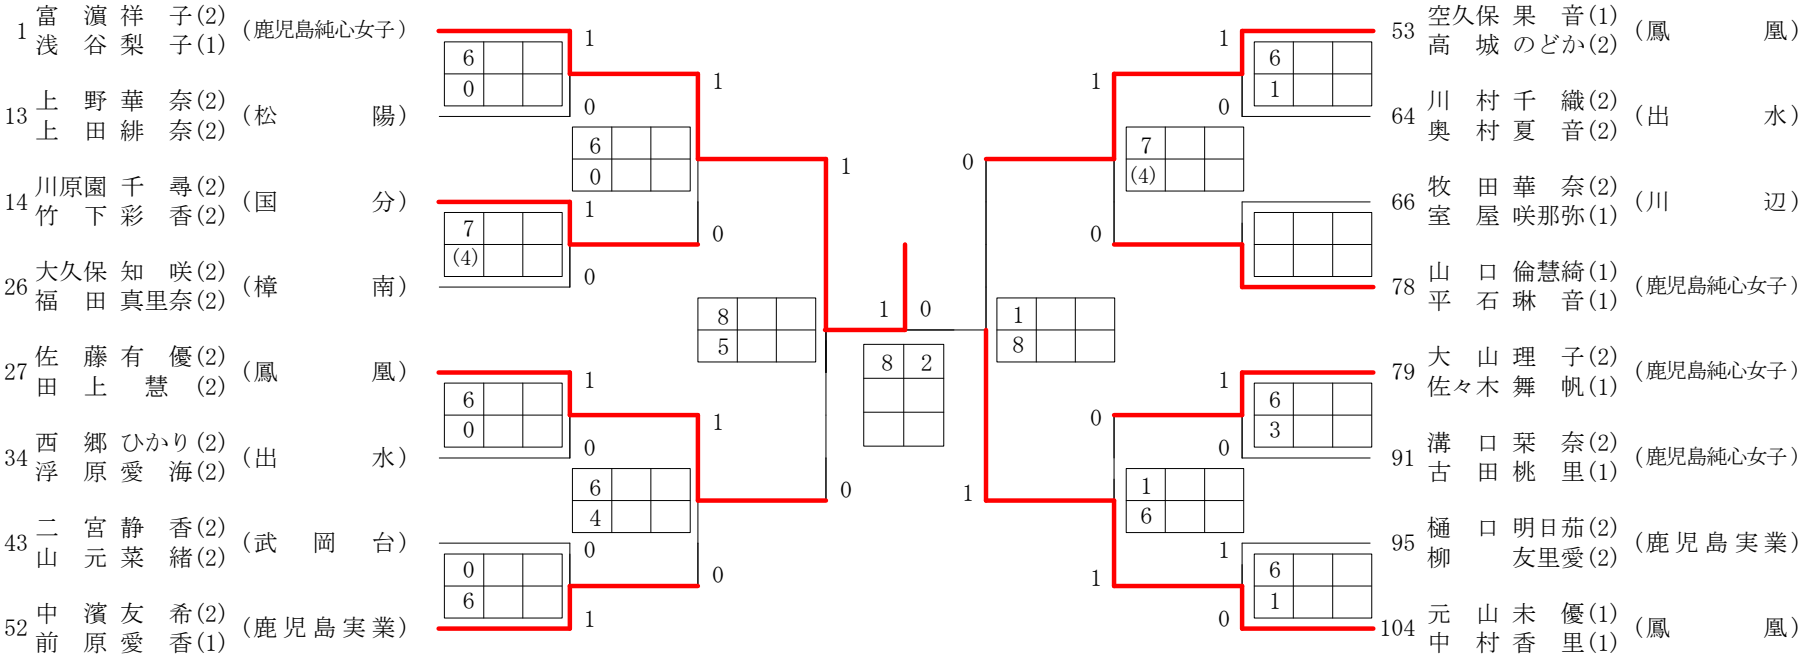 1 富 濵 祥 子(2) (鹿児島純心女子)
浅 谷 梨 子(1)
13 上 野 華 奈(2) (松 陽)
上 田 緋 奈(2)
14 川原園 千 尋(2) (国 分)
竹 下 彩 香(2)
26 大久保 知 咲(2) (樟 南)
福 田 真里奈(2)
27 佐 藤 有 優(2) (鳳 凰)
田 上 慧 (2)
34 西 郷 ひかり(2) (出 水)
浮 原 愛 海(2)
43 二 宮 静 香(2) (武 岡 台)
山 元 菜 緒(2)
52 中 濱 友 希(2) (鹿児島実業)
前 原 愛 香(1)
1
6
0
0
1
6
0
1
7
(4)
0
0
1
8
5
1
6
0
0
1
6
4
0
0
0
6
0
1
1 0
8 2
1
6
1
0
1
7
(4)
0
0
1
8
1
6
3
0
0
1
6
1
1
6
1
1
0
53 空久保 果 音(1) (鳳 凰)
高 城 のどか(2)
64 川 村 千 織(2) (出 水)
奥 村 夏 音(2)
66 牧 田 華 奈(2) (川 辺)
室 屋 咲那弥(1)
78 山 口 倫慧綺(1) (鹿児島純心女子)
平 石 琳 音(1)
79 大 山 理 子(2) (鹿児島純心女子)
佐々木 舞 帆(1)
91 溝 口 栞 奈(2) (鹿児島純心女子)
古 田 桃 里(1)
95 樋 口 明日茄(2) (鹿児島実業)
柳 友里愛(2)
104 元 山 未 優(1) (鳳 凰)
中 村 香 里(1)